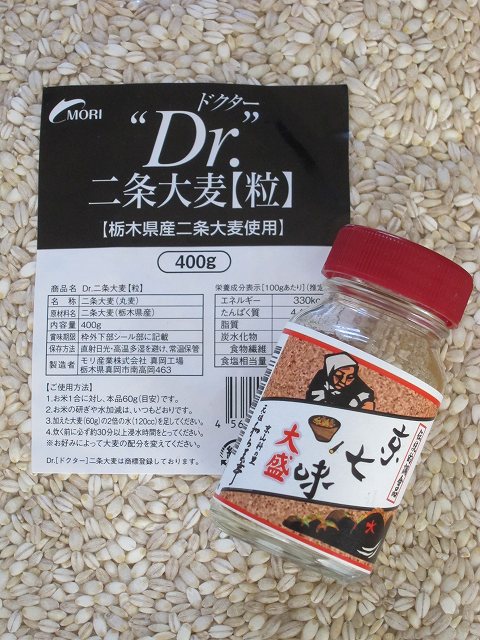 MORI
ドクター
“Dr.”
二条大麦【粒】
【栃木県産二条大麦使用】
400g
商品名 Dr.二条大麦【粒】
名 称 二条大麦(丸麦)
原材料名 二条大麦(栃木県産)
内容量 400g
賞味期限 枠外下部シール部に記載
保存方法 直射日光・高温多湿を避け、常温保管
製造者 モリ産業株式会社 真岡工場
栃木県真岡市南高岡463
栄養成分表示【100gあたり】
エネルギー 330kc
たんぱく質
脂質
炭水化物
食物繊維
食塩相当量
【ご使用方法】
1.お米1合に対し、本品60g(目安)です。
2.お米の研ぎや水加減は、いつもどおりです。
3.加えた大麦(60g)の2倍の水(120cc)を足してください。
4.炊く前に必ず約30分以上浸水時間をとってください。
※お好みによって大麦の配分を変えてください。
Dr.[ドクター]二条大麦は商標登録しております。
京七味
大盛